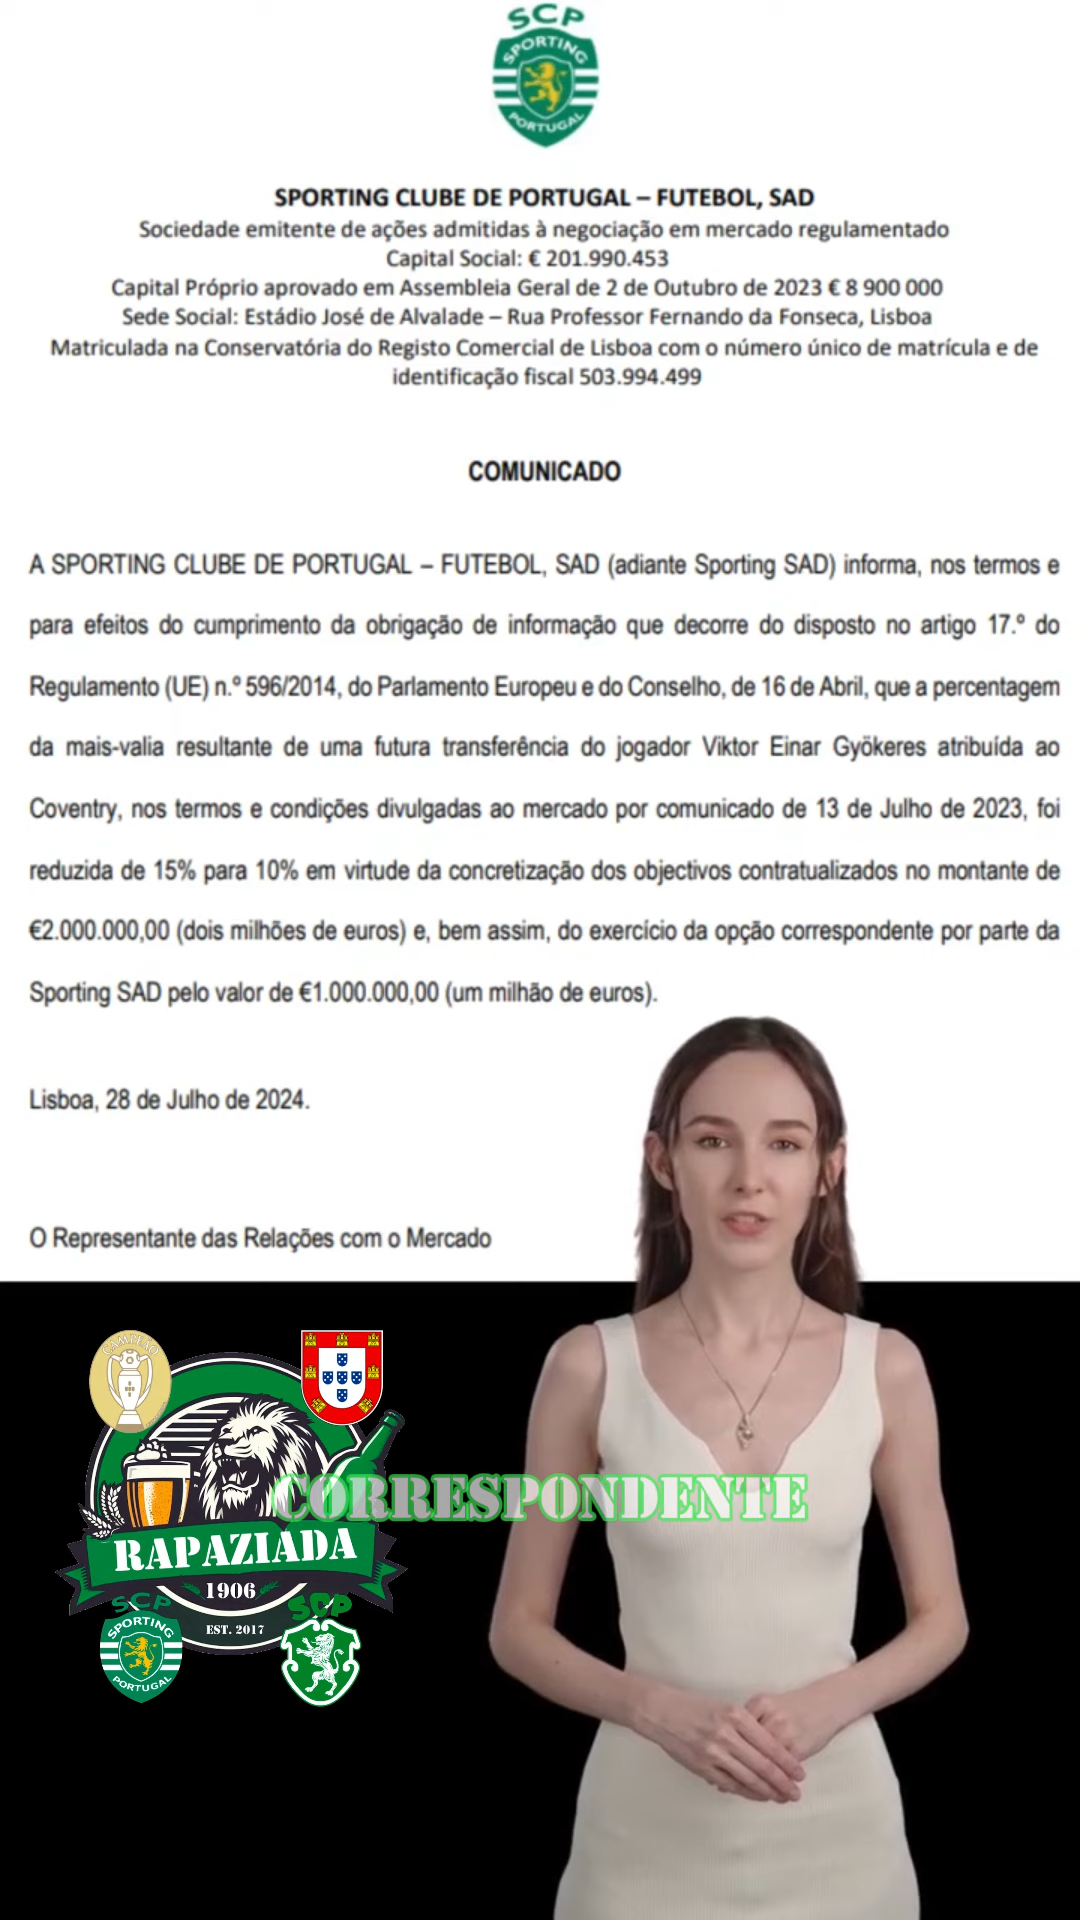 SCP
SPORTING
PORTUGAL
SPORTING CLUBE DE PORTUGAL – FUTEBOL, SAD
Sociedade emitente de ações admitidas à negociação em mercado regulamentado
Capital Social: € 201.990.453
Capital Próprio aprovado em Assembleia Geral de 2 de Outubro de 2023 € 8 900 000
Sede Social: Estádio José de Alvalade – Rua Professor Fernando da Fonseca, Lisboa
Matriculada na Conservatória do Registo Comercial de Lisboa com o número único de matrícula e de
identificação fiscal 503.994.499
COMUNICADO
A SPORTING CLUBE DE PORTUGAL – FUTEBOL, SAD (adiante Sporting SAD) informa, nos termos e
para efeitos do cumprimento da obrigação de informação que decorre do disposto no artigo 17.º do
Regulamento (UE) n.º 596/2014, do Parlamento Europeu e do Conselho, de 16 de Abril, que a percentagem
da mais-valia resultante de uma futura transferência do jogador Viktor Einar Gyökeres atribuída ao
Coventry, nos termos e condições divulgadas ao mercado por comunicado de 13 de Julho de 2023, foi
reduzida de 15% para 10% em virtude da concretização dos objectivos contratualizados no montante de
€2.000.000,00 (dois milhões de euros) e, bem assim, do exercício da opção correspondente por parte da
Sporting SAD pelo valor de €1.000.000,00 (um milhão de euros).
Lisboa, 28 de Julho de 2024.
O Representante das Relações com o Mercado
CAMPEÃO
CORRESPONDENTE
RAPAZIADA
1906
EST. 2017
SCP
SPORTING
PORTUGAL
SCP